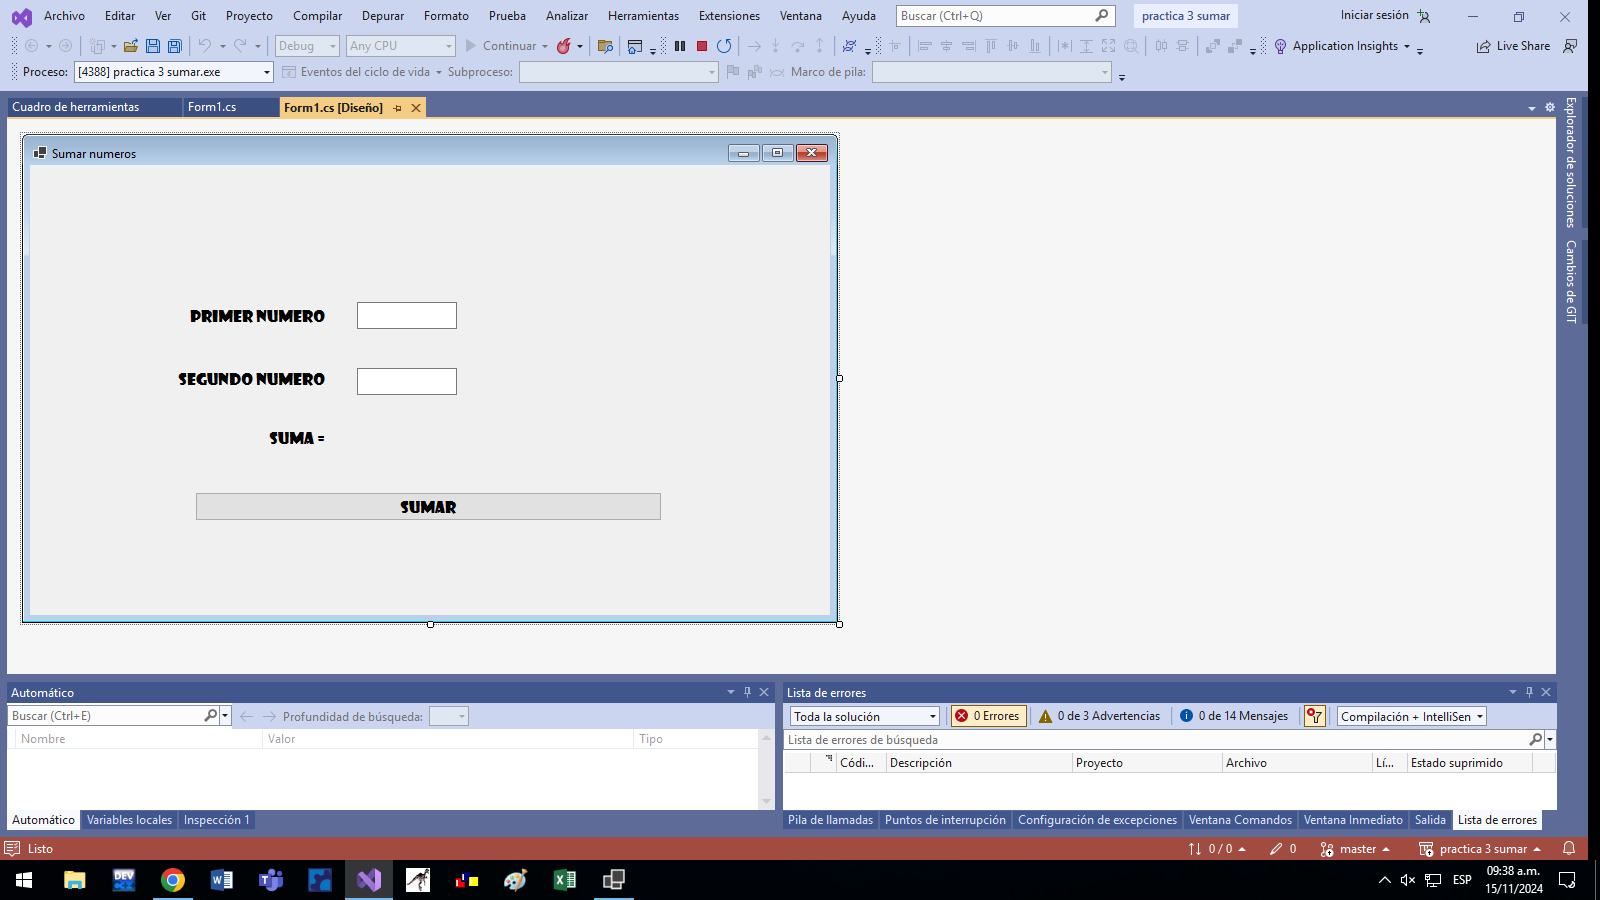 Archivo Editar Ver Git Proyecto Compilar Depurar Formato Prueba Analizar Herramientas Extensiones Ventana Ayuda Buscar (Ctrl+Q) practica 3 sumar Iniciar sesión
Debug Any CPU Continuar Application Insights Live Share
Proceso: [4388] practica 3 sumar.exe Eventos del ciclo de vida Subproceso: Marco de pila:
Cuadro de herramientas Form1.cs Form1.cs [Diseño]
Explorador de soluciones
Cambios de GIT
Sumar numeros
PRIMER NUMERO
SEGUNDO NUMERO
SUMA =
SUMAR
Automático
Buscar (Ctrl+E) Profundidad de búsqueda:
Nombre Valor Tipo
Automático Variables locales Inspección 1
Lista de errores
Toda la solución 0 Errores 0 de 3 Advertencias 0 de 14 Mensajes Compilación + IntelliSen
Lista de errores de búsqueda
Códi... Descripción Proyecto Archivo Lí... Estado suprimido
Pila de llamadas Puntos de interrupción Configuración de excepciones Ventana Comandos Ventana Inmediato Salida Lista de errores
Listo 0 / 0 0 master practica 3 sumar
DEV
ESP
09:38 a.m.
15/11/2024